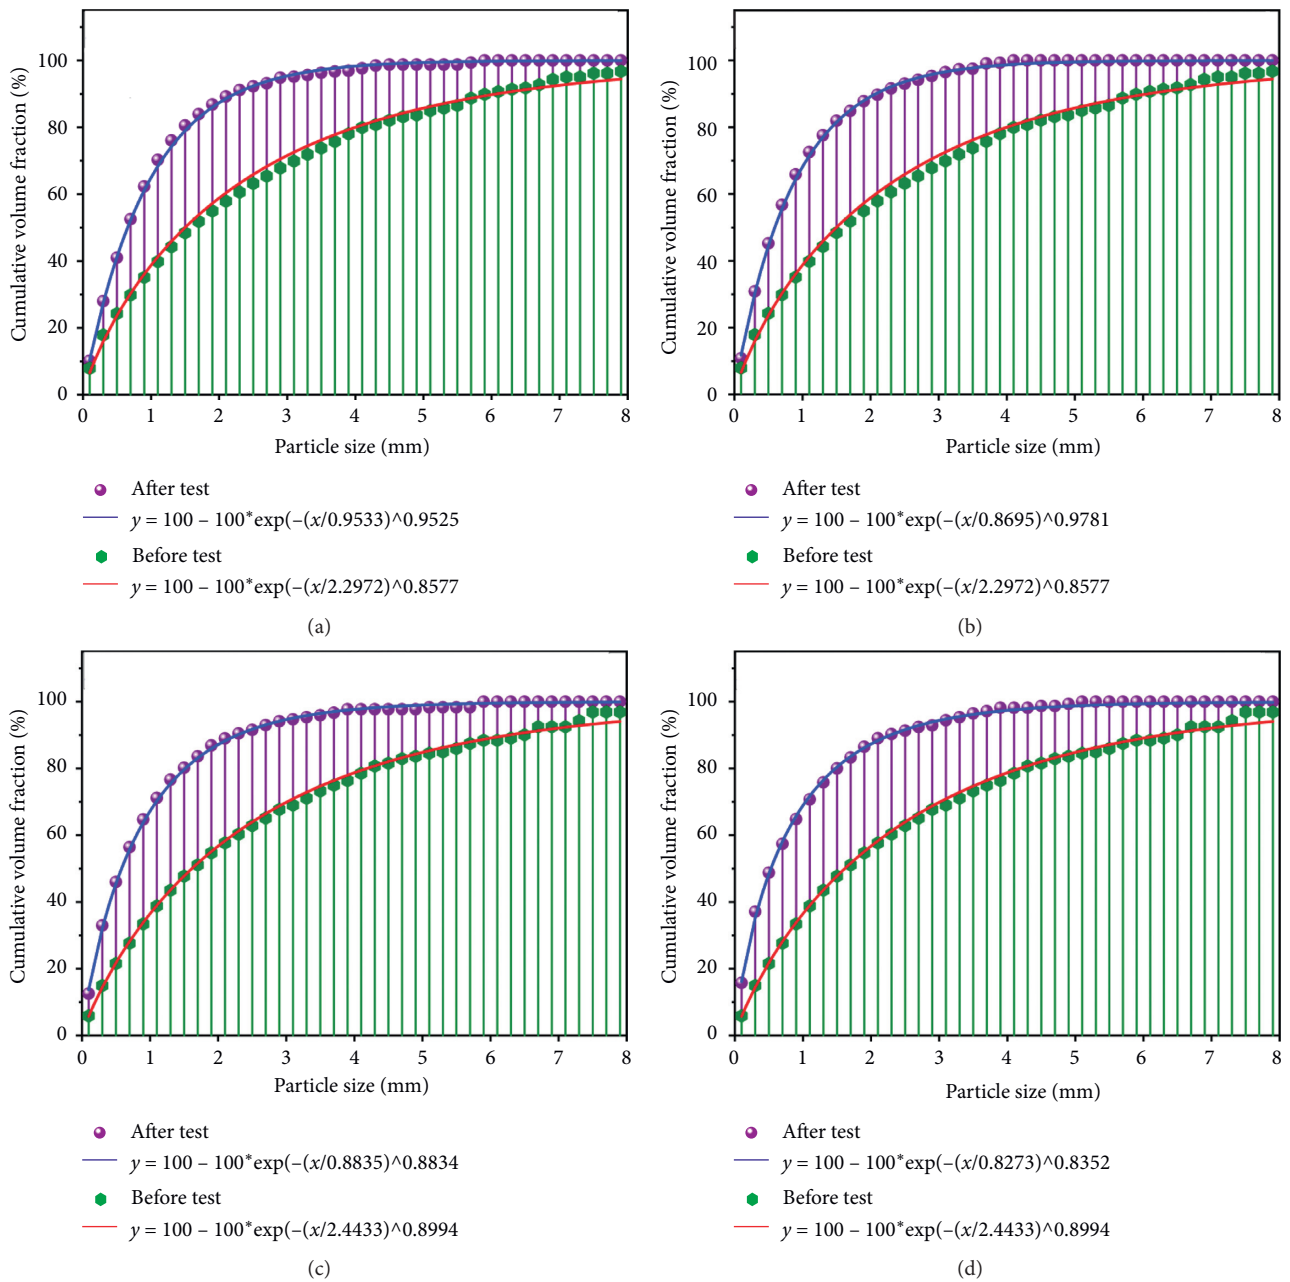 Cumulative volume fraction (%)
100
80
60
40
20
0
0 1 2 3 4 5 6 7 8
Particle size (mm)
After test
y = 100 – 100*exp(–(x/0.9533)^0.9525
Before test
y = 100 – 100*exp(–(x/2.2972)^0.8577
(a)
Cumulative volume fraction (%)
100
80
60
40
20
0
0 1 2 3 4 5 6 7 8
Particle size (mm)
After test
y = 100 – 100*exp(–(x/0.8695)^0.9781
Before test
y = 100 – 100*exp(–(x/2.2972)^0.8577
(b)
Cumulative volume fraction (%)
100
80
60
40
20
0
0 1 2 3 4 5 6 7 8
Particle size (mm)
After test
y = 100 – 100*exp(–(x/0.8835)^0.8834
Before test
y = 100 – 100*exp(–(x/2.4433)^0.8994
(c)
Cumulative volume fraction (%)
100
80
60
40
20
0
0 1 2 3 4 5 6 7 8
Particle size (mm)
After test
y = 100 – 100*exp(–(x/0.8273)^0.8352
Before test
y = 100 – 100*exp(–(x/2.4433)^0.8994
(d)